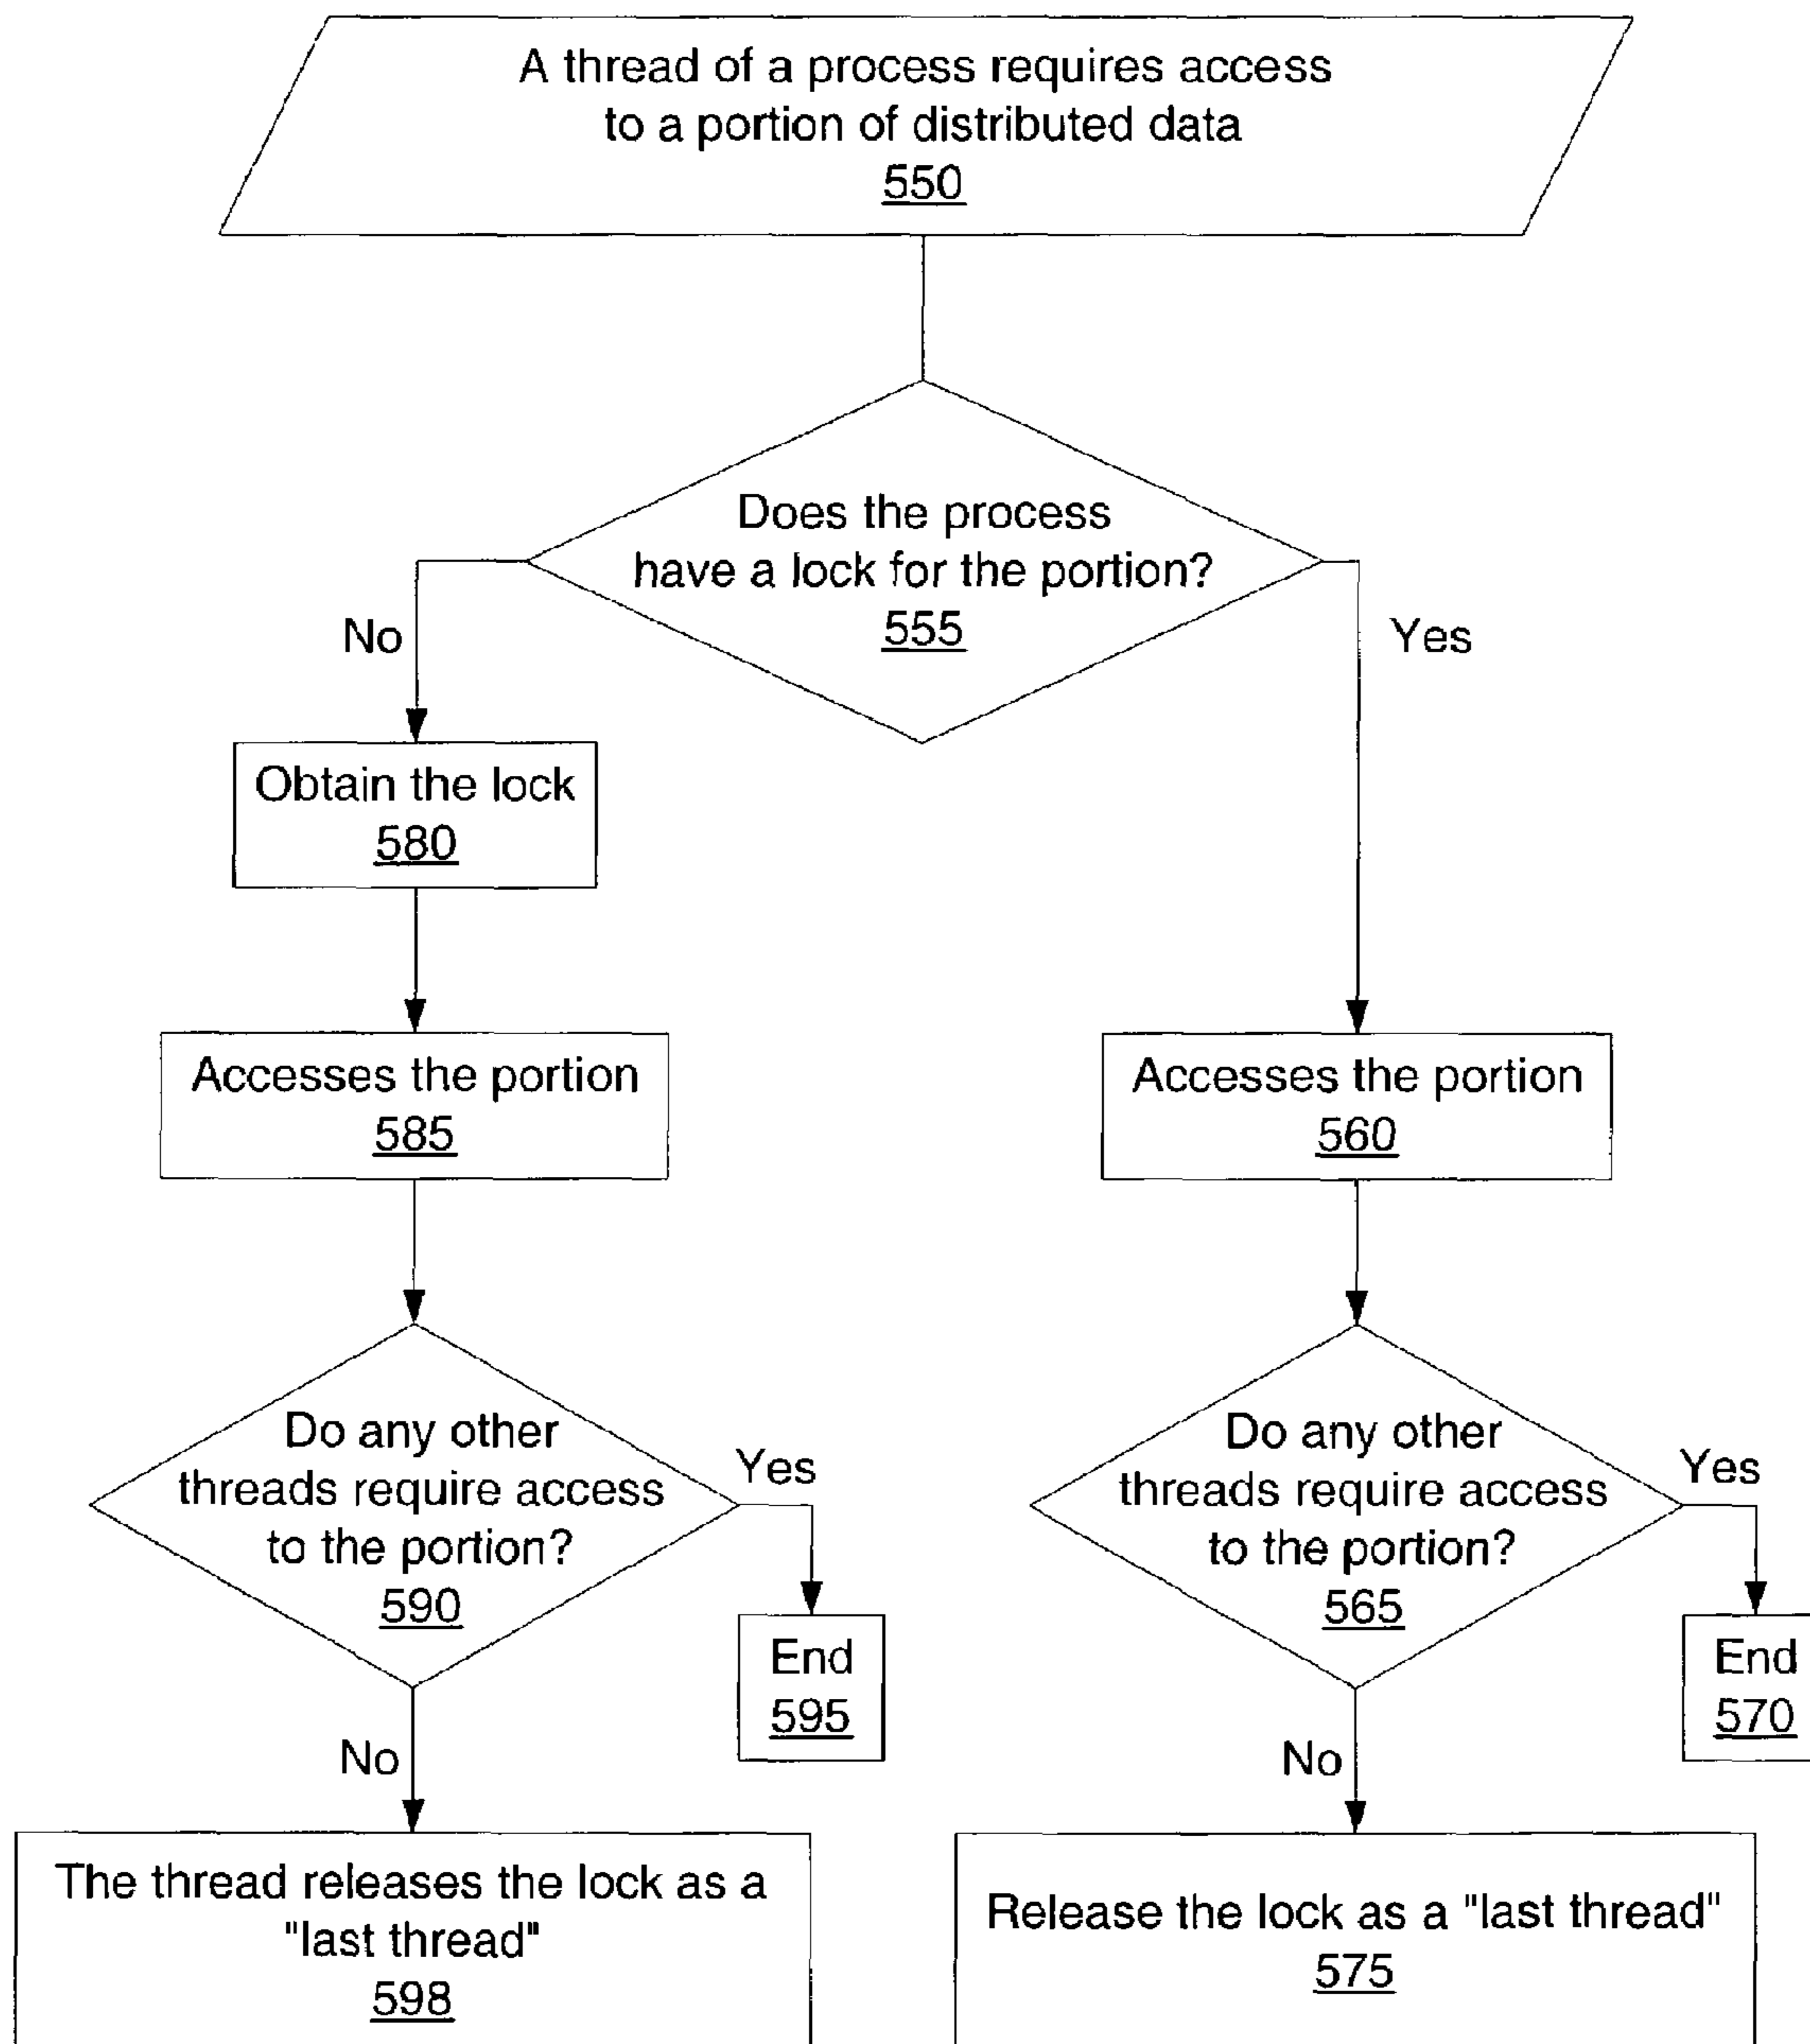 A thread of a process requires access
to a portion of distributed data
550
Does the process
have a lock for the portion?
555
No
Yes
Obtain the lock
580
Accesses the portion
585
Accesses the portion
560
Do any other
threads require access
to the portion?
590
Yes
Do any other
threads require access
to the portion?
565
Yes
End
595
End
570
No
No
The thread releases the lock as a
"last thread"
598
Release the lock as a "last thread"
575